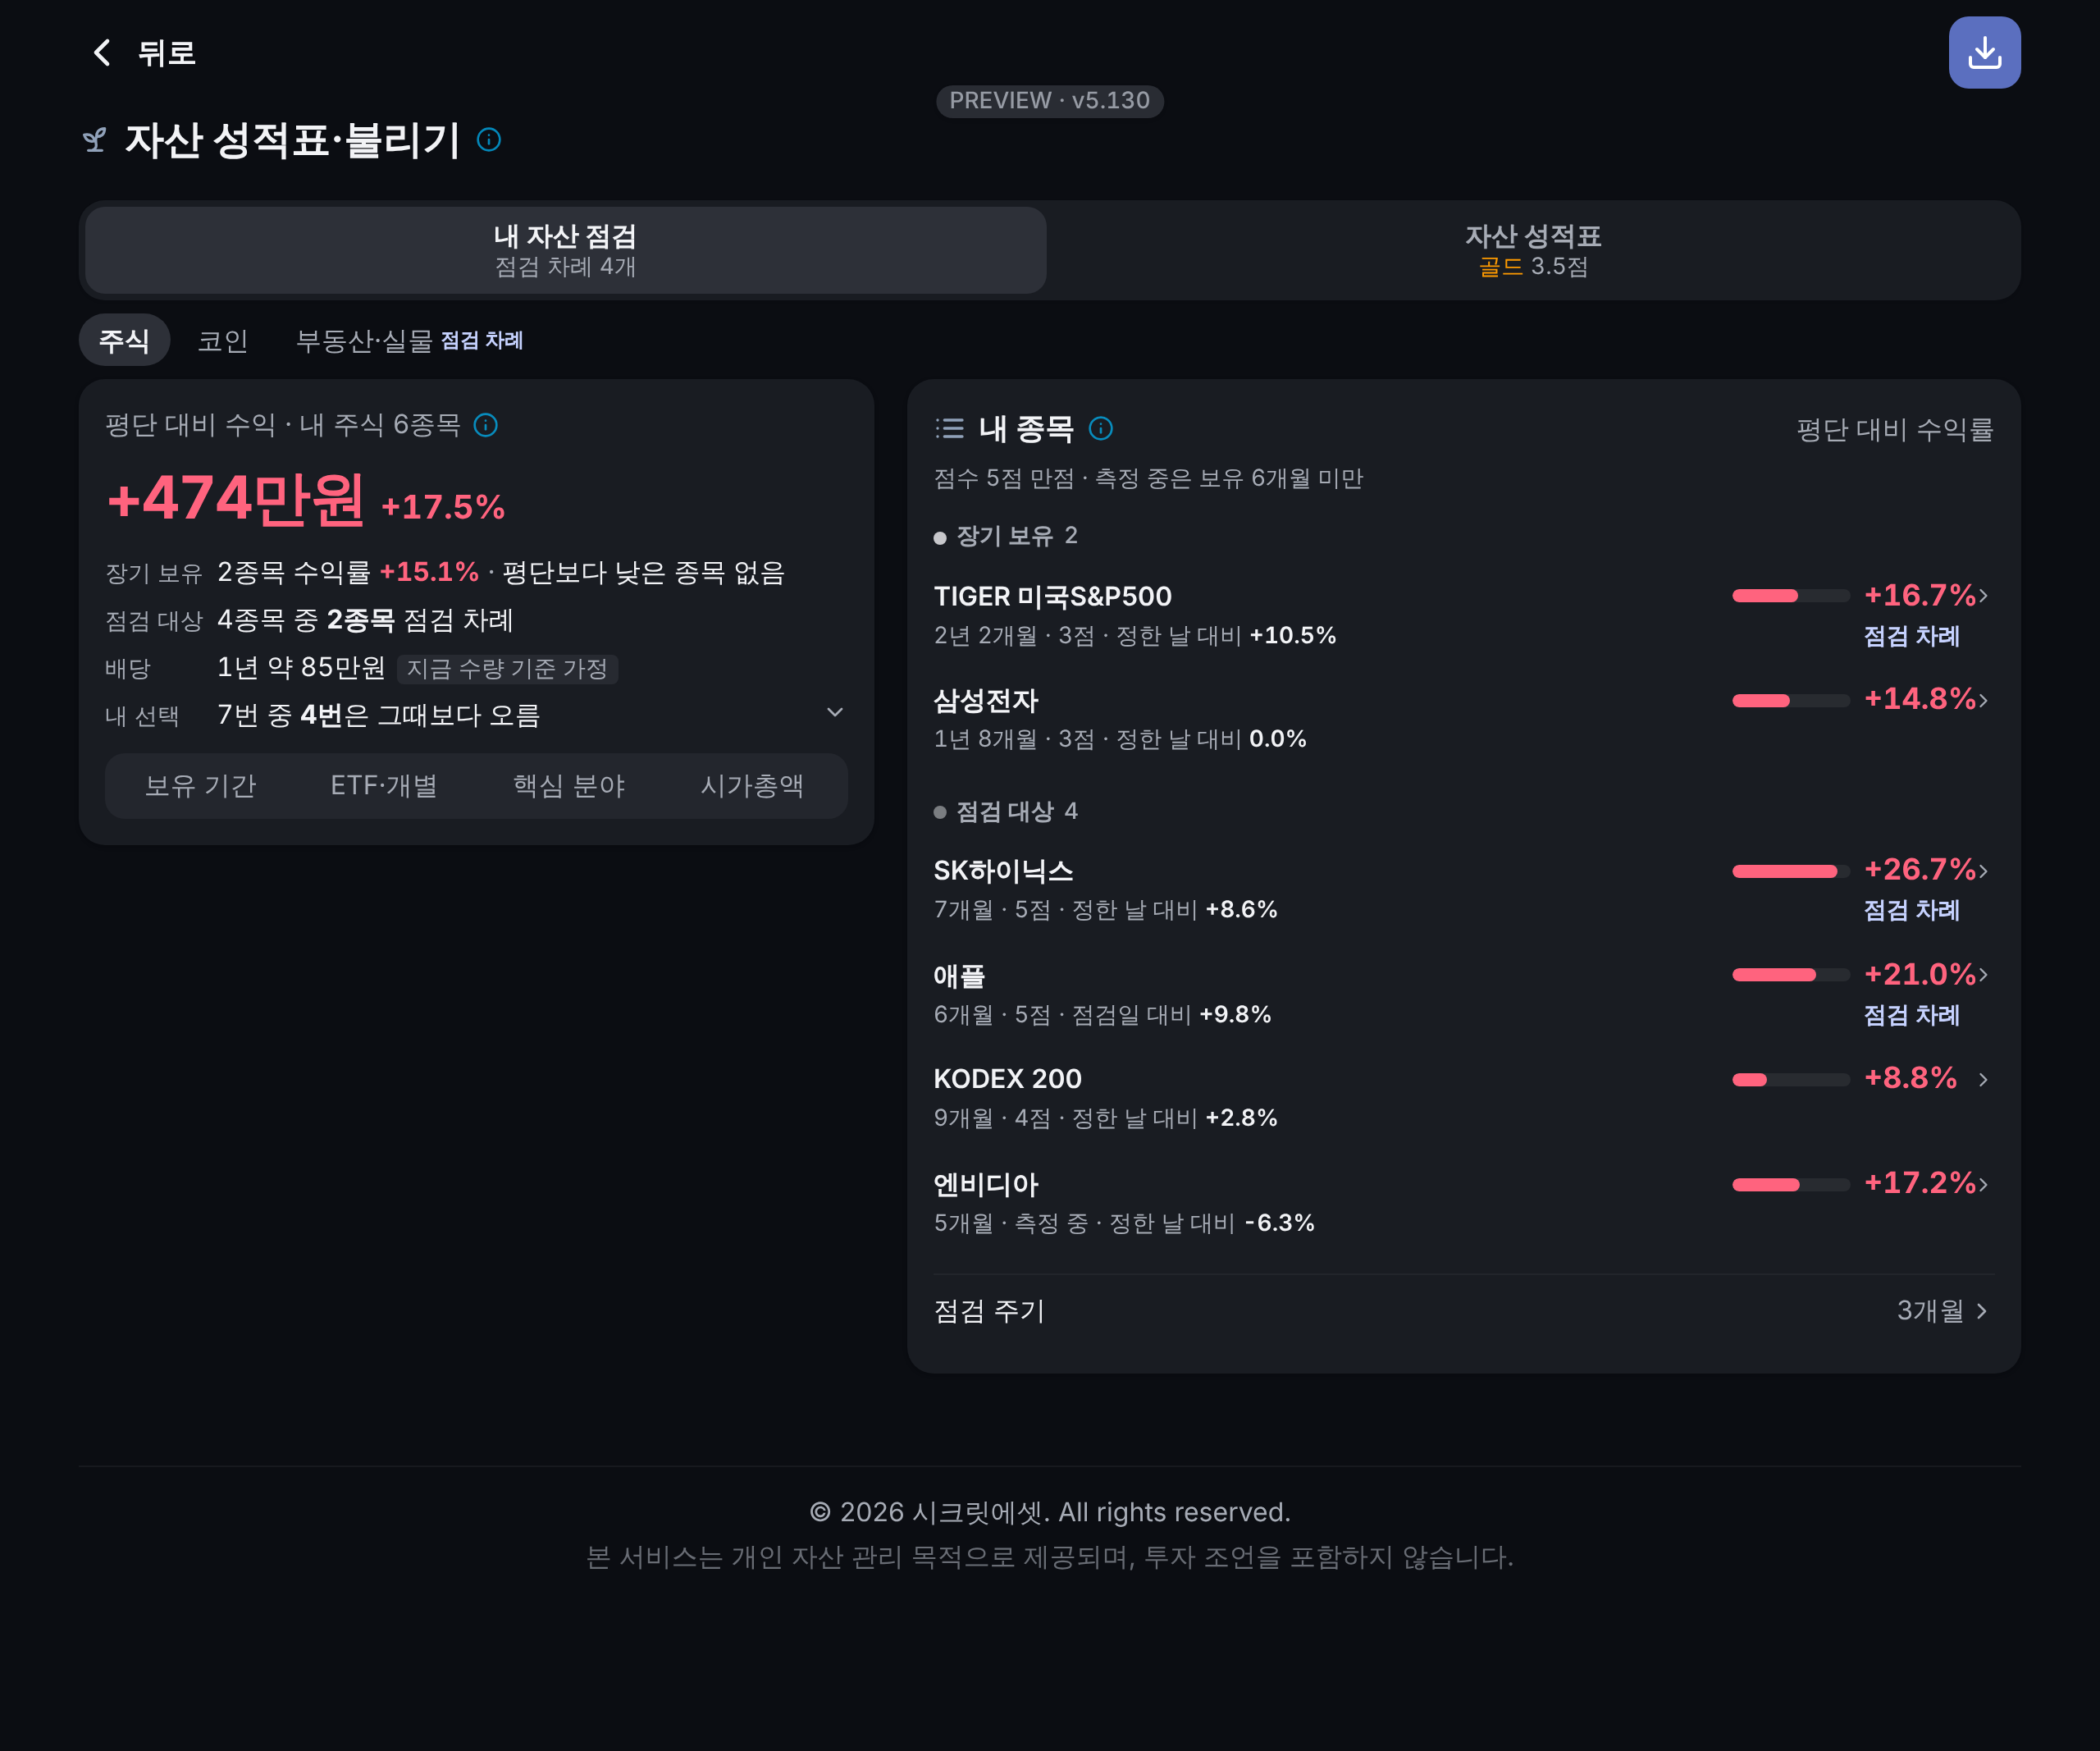 뒤로
PREVIEW · v5.130
자산 성적표·불리기
내 자산 점검
점검 차례 4개
자산 성적표
골드 3.5점
주식 코인 부동산·실물 점검 차례
평단 대비 수익 · 내 주식 6종목
+474만원 +17.5%
장기 보유 2종목 수익률 +15.1% · 평단보다 낮은 종목 없음
점검 대상 4종목 중 2종목 점검 차례
배당 1년 약 85만원 지금 수량 기준 가정
내 선택 7번 중 4번은 그때보다 오름
보유 기간 ETF·개별 핵심 분야 시가총액
내 종목 평단 대비 수익률
점수 5점 만점 · 측정 중은 보유 6개월 미만
장기 보유 2
TIGER 미국S&P500 +16.7%
2년 2개월 · 3점 · 정한 날 대비 +10.5% 점검 차례
삼성전자 +14.8%
1년 8개월 · 3점 · 정한 날 대비 0.0%
점검 대상 4
SK하이닉스 +26.7%
7개월 · 5점 · 정한 날 대비 +8.6% 점검 차례
애플 +21.0%
6개월 · 5점 · 점검일 대비 +9.8% 점검 차례
KODEX 200 +8.8%
9개월 · 4점 · 정한 날 대비 +2.8%
엔비디아 +17.2%
5개월 · 측정 중 · 정한 날 대비 -6.3%
점검 주기 3개월
© 2026 시크릿에셋. All rights reserved.
본 서비스는 개인 자산 관리 목적으로 제공되며, 투자 조언을 포함하지 않습니다.